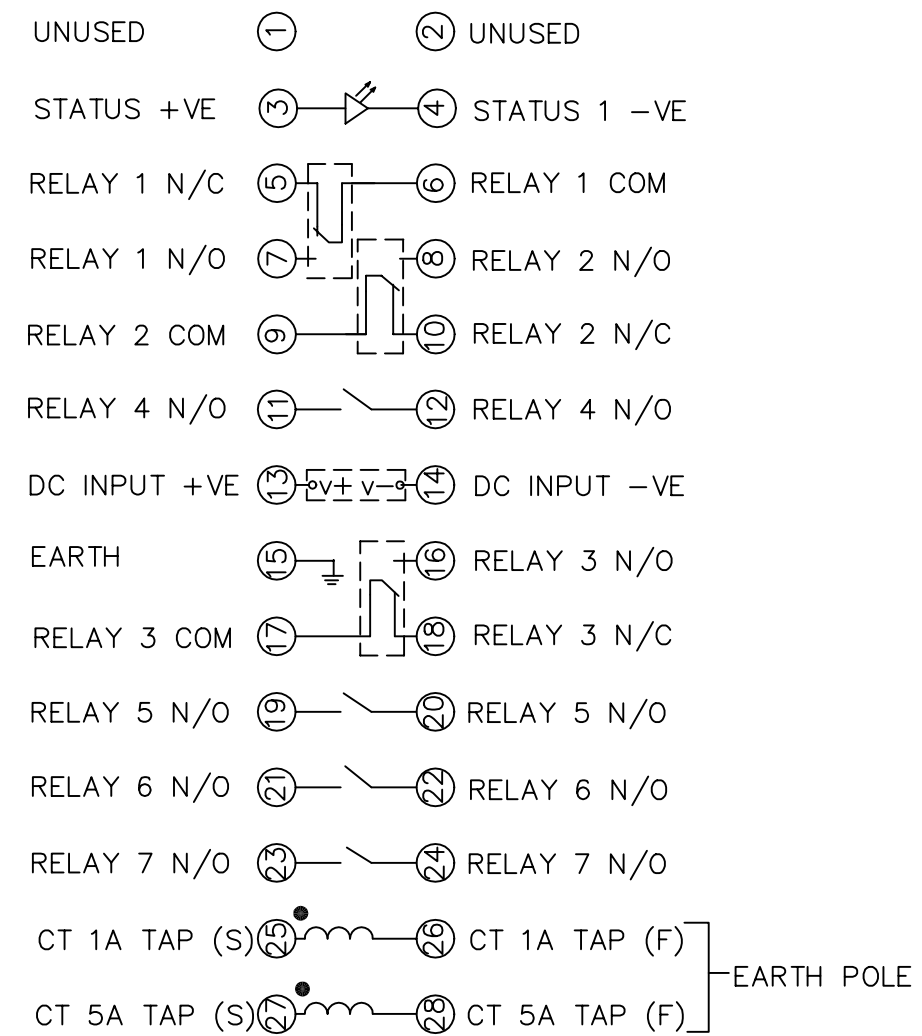 UNUSED 1 2 UNUSED
STATUS +VE 3 4 STATUS 1 −VE
RELAY 1 N/C 5 6 RELAY 1 COM
RELAY 1 N/O 7 8 RELAY 2 N/O
RELAY 2 COM 9 10 RELAY 2 N/C
RELAY 4 N/O 11 12 RELAY 4 N/O
DC INPUT +VE 13 V+ V− 14 DC INPUT −VE
EARTH 15 16 RELAY 3 N/O
RELAY 3 COM 17 18 RELAY 3 N/C
RELAY 5 N/O 19 20 RELAY 5 N/O
RELAY 6 N/O 21 22 RELAY 6 N/O
RELAY 7 N/O 23 24 RELAY 7 N/O
CT 1A TAP (S) 25 26 CT 1A TAP (F)
EARTH POLE
CT 5A TAP (S) 27 28 CT 5A TAP (F)